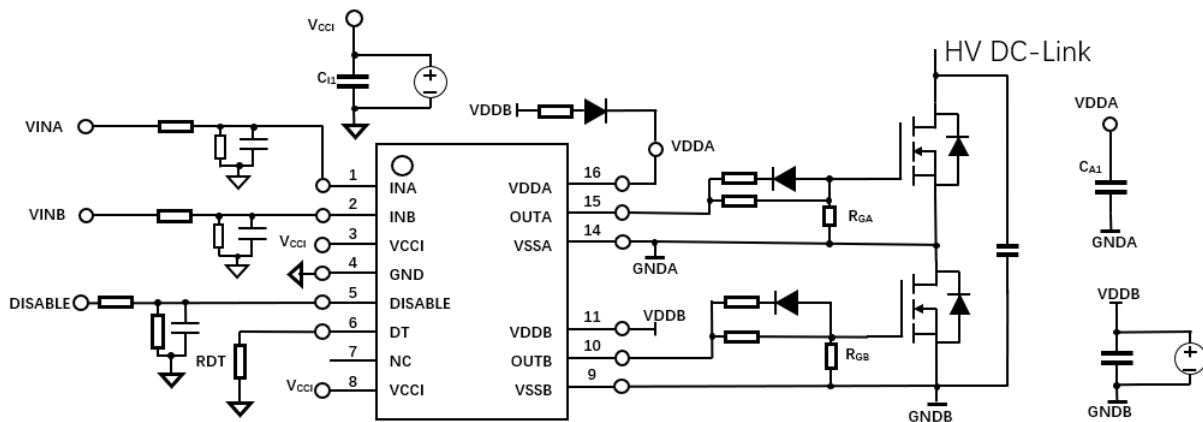 VCCI
HV DC-Link
CI1
VDDB
VDDA
VINA
VDDA
CA1
GNDA
1 INA
VDDA 16
2 INB
OUTA 15
RGA
VINB
VCCI
3 VCCI
VSSA 14
GNDA
4 GND
DISABLE
5 DISABLE
6 DT
VDDB 11
VDDB
RDT
7 NC
OUTB 10
RGB
VCCI
8 VCCI
VSSB 9
GNDB
VDDB
GNDB